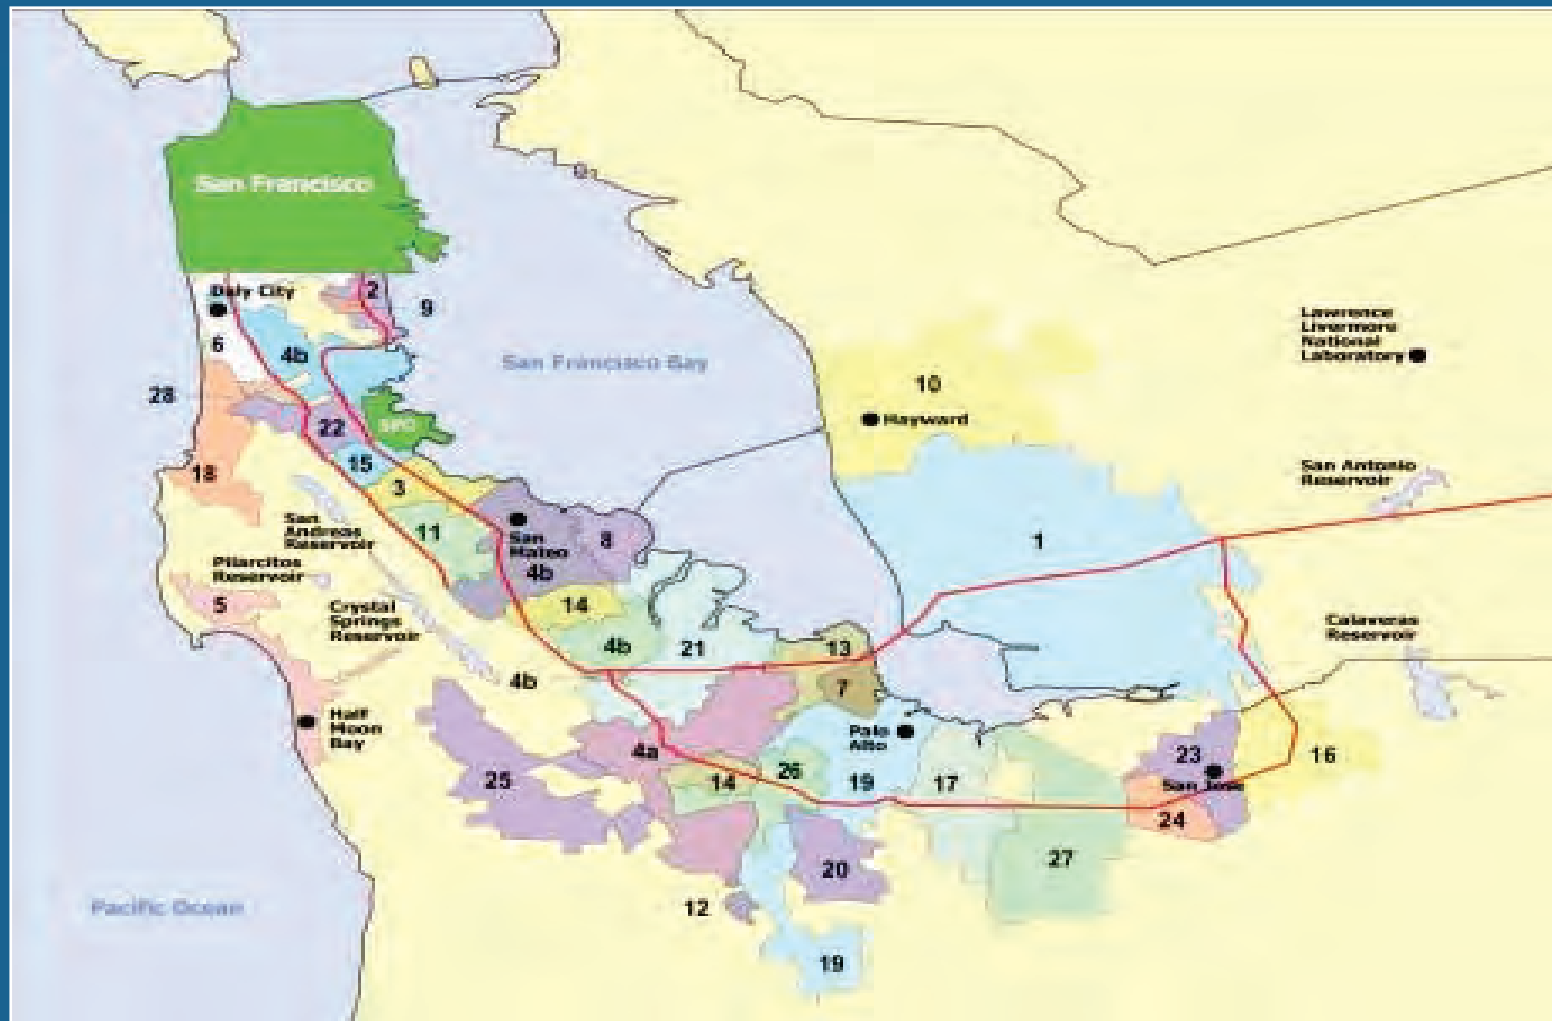 San Francisco
Daly City
2
9
6
4b
San Francisco Bay
Lawrence
Livermore
National
Laboratory
10
Hayward
28
22
15
18
3
San Antonio
Reservoir
San
Andreas
Reservoir
11
San
Mateo
8
1
Pilarcitos
Reservoir
4b
5
Crystal
Springs
Reservoir
14
Calaveras
Reservoir
4b
21
13
4b
7
Half
Moon
Bay
Palo
Alto
4a
23
16
25
14
26
19
17
San Jose
24
27
20
12
Pacific Ocean
19